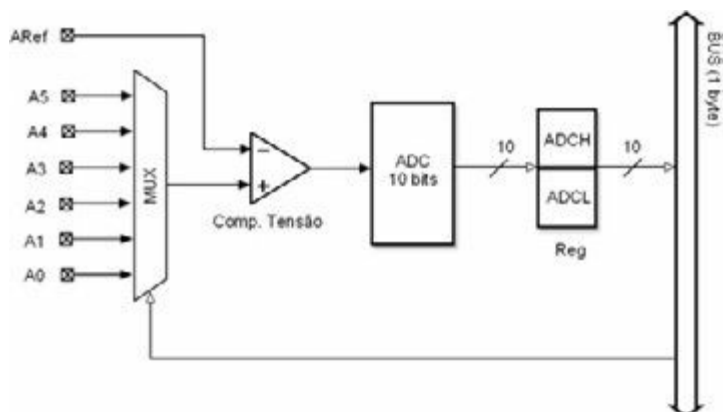 ARef
A5
A4
A3
A2
A1
A0
MUX
Comp. Tensão
ADC
10 bits
10
ADCH
ADCL
Reg
10
BUS (1 byte)